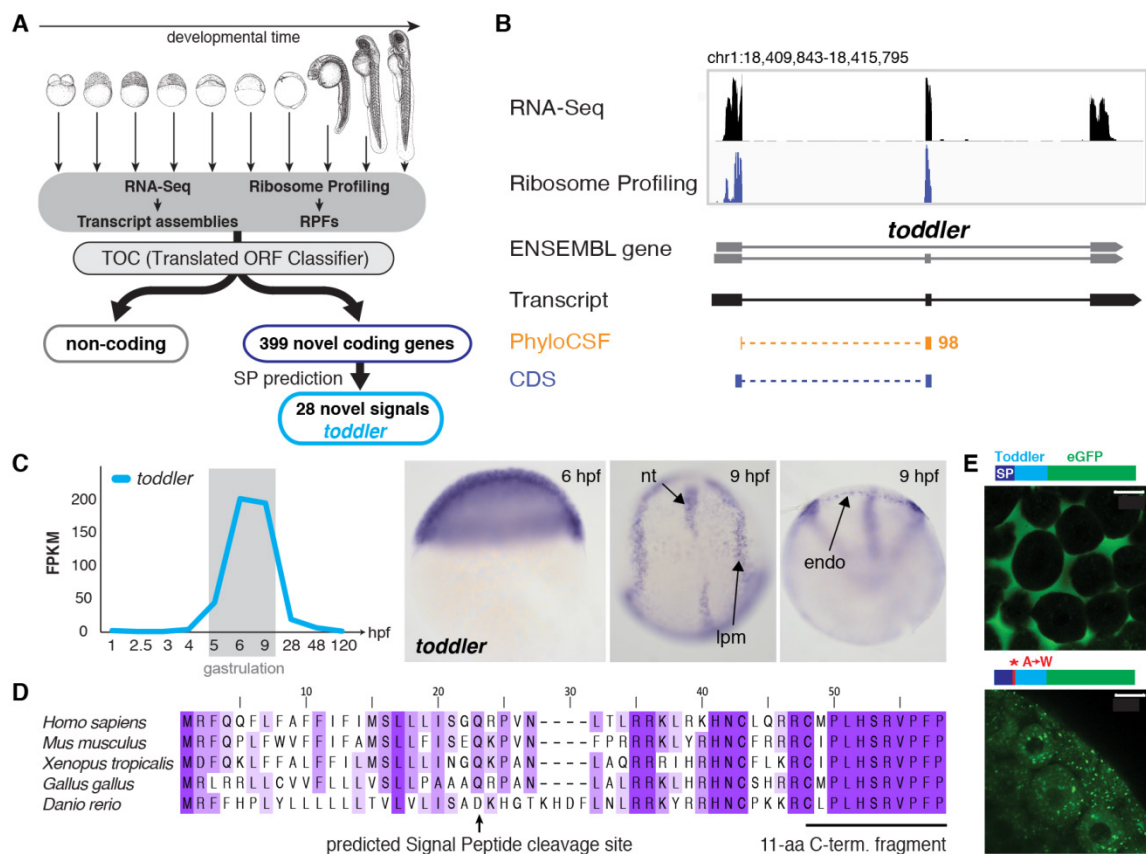 A
developmental time
RNA-Seq
Ribosome Profiling
Transcript assemblies
RPFs
TOC (Translated ORF Classifier)
non-coding
399 novel coding genes
SP prediction
28 novel signals
toddler
B
chr1:18,409,843-18,415,795
RNA-Seq
Ribosome Profiling
toddler
ENSEMBL gene
Transcript
PhyloCSF
98
CDS
C
toddler
FPKM
200
150
100
50
0
1 2.5 3 4 5 6 9 28 48 120 hpf
gastrulation
6 hpf
toddler
9 hpf
nt
lpm
9 hpf
endo
D
10 20 30 40 50
Homo sapiens MRFQQFLFAFFIFIMSLLLISGQRPVN----LTLRRKLRKHNCLQRRCMPLHSRVPFP
Mus musculus MRFQPLFWVFFIFAMSLLFISEQKPVN----FPRRRKLYRHNCFRRRCIPLHSRVPFP
Xenopus tropicalis MDFQKLFFALFFILMSLLLINGQKPAN----LAQRRRIHRHNCFLKRCIPLHSRVPFP
Gallus gallus MRLRRLLCVVFLLLVSLLPAAAQRPAN----LALRRKLHRHNCSHRRCMPLHSRVPFP
Danio rerio MRFFHPLYLLLLLLTVLVLISADKHGTKHDFLNLRRKYRRHNCPKKRCLPLHSRVPFP
predicted Signal Peptide cleavage site
11-aa C-term. fragment
E
Toddler eGFP
SP
* A→W